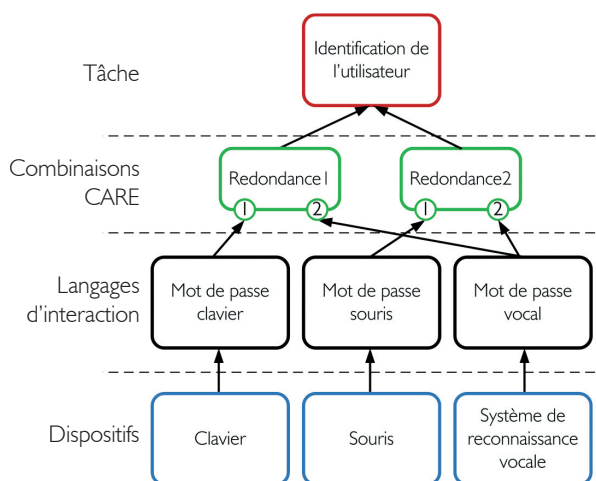 Tâche
Identification de
l'utilisateur
Combinaisons
CARE
Redondance1
1
2
Redondance2
1
2
Langages
d'interaction
Mot de passe
clavier
Mot de passe
souris
Mot de passe
vocal
Dispositifs
Clavier
Souris
Système de
reconnaissance
vocale